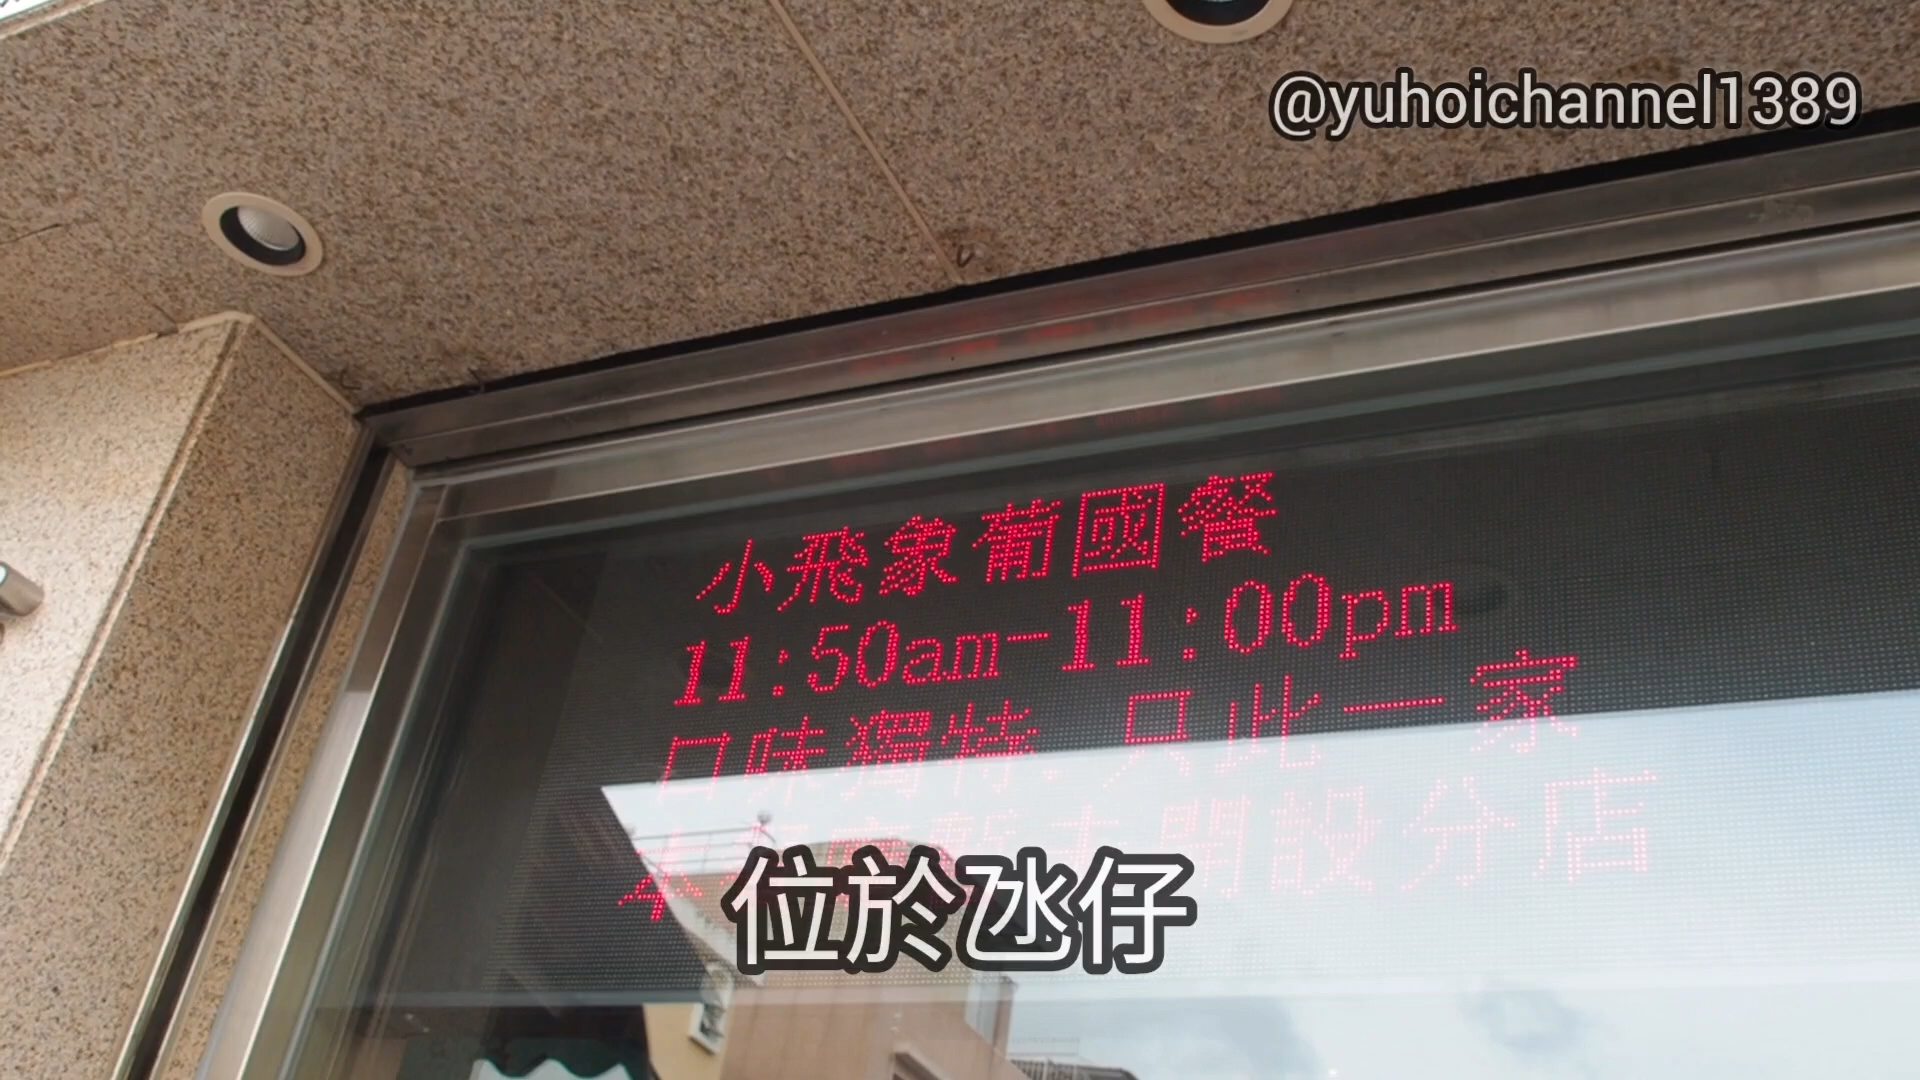 @yuhoichannel1389
小飛象葡國餐
11:50am-11:00pm
口味獨特.只此一家
開設分店
位於氹仔